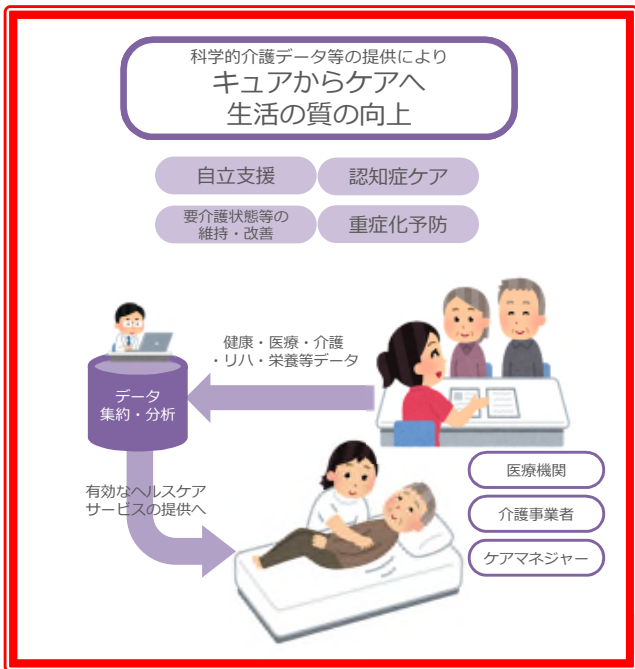 科学的介護データ等の提供により
キュアからケアへ
生活の質の向上
自立支援
認知症ケア
要介護状態等の
維持・改善
重症化予防
健康・医療・介護
・リハ・栄養等データ
データ
集約・分析
有効なヘルスケア
サービスの提供へ
医療機関
介護事業者
ケアマネジャー